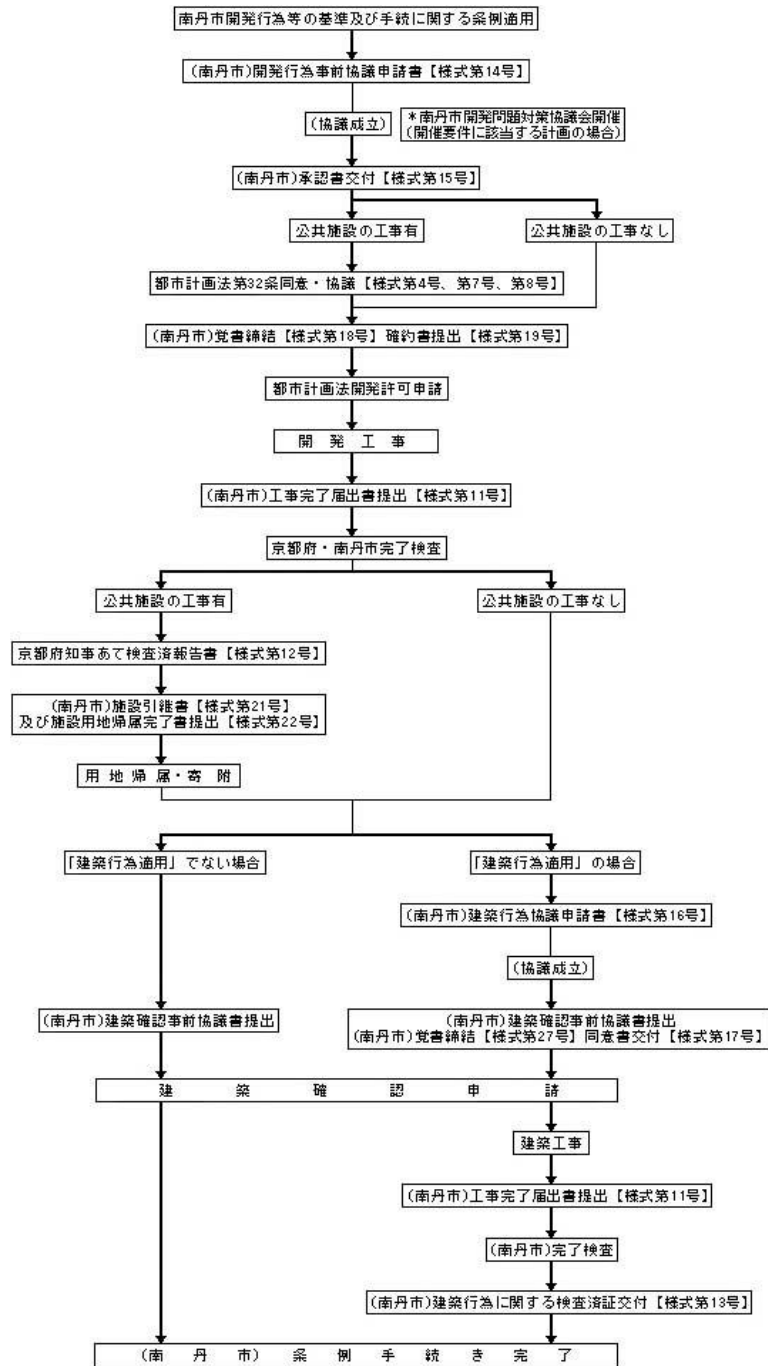 南丹市開発行為等の基準及び手続に関する条例適用
(南丹市)開発行為事前協議申請書【様式第14号】
(協議成立)
＊南丹市開発問題対策協議会開催
(開催要件に該当する計画の場合)
(南丹市)承認書交付【様式第15号】
公共施設の工事有
公共施設の工事なし
都市計画法第32条同意・協議【様式第4号、第7号、第8号】
(南丹市)覚書締結【様式第18号】確約書提出【様式第19号】
都市計画法開発許可申請
開発工事
(南丹市)工事完了届出書提出【様式第11号】
京都府・南丹市完了検査
公共施設の工事有
公共施設の工事なし
京都府知事あて検査済報告書【様式第12号】
(南丹市)施設引継書【様式第21号】
及び施設用地帰属完了書提出【様式第22号】
用地帰属・寄附
「建築行為適用」でない場合
「建築行為適用」の場合
(南丹市)建築行為協議申請書【様式第16号】
(協議成立)
(南丹市)建築確認事前協議書提出
(南丹市)建築確認事前協議書提出
(南丹市)覚書締結【様式第27号】同意書交付【様式第17号】
建築確認申請
建築工事
(南丹市)工事完了届出書提出【様式第11号】
(南丹市)完了検査
(南丹市)建築行為に関する検査済証交付【様式第13号】
(南丹市)条例手続き完了